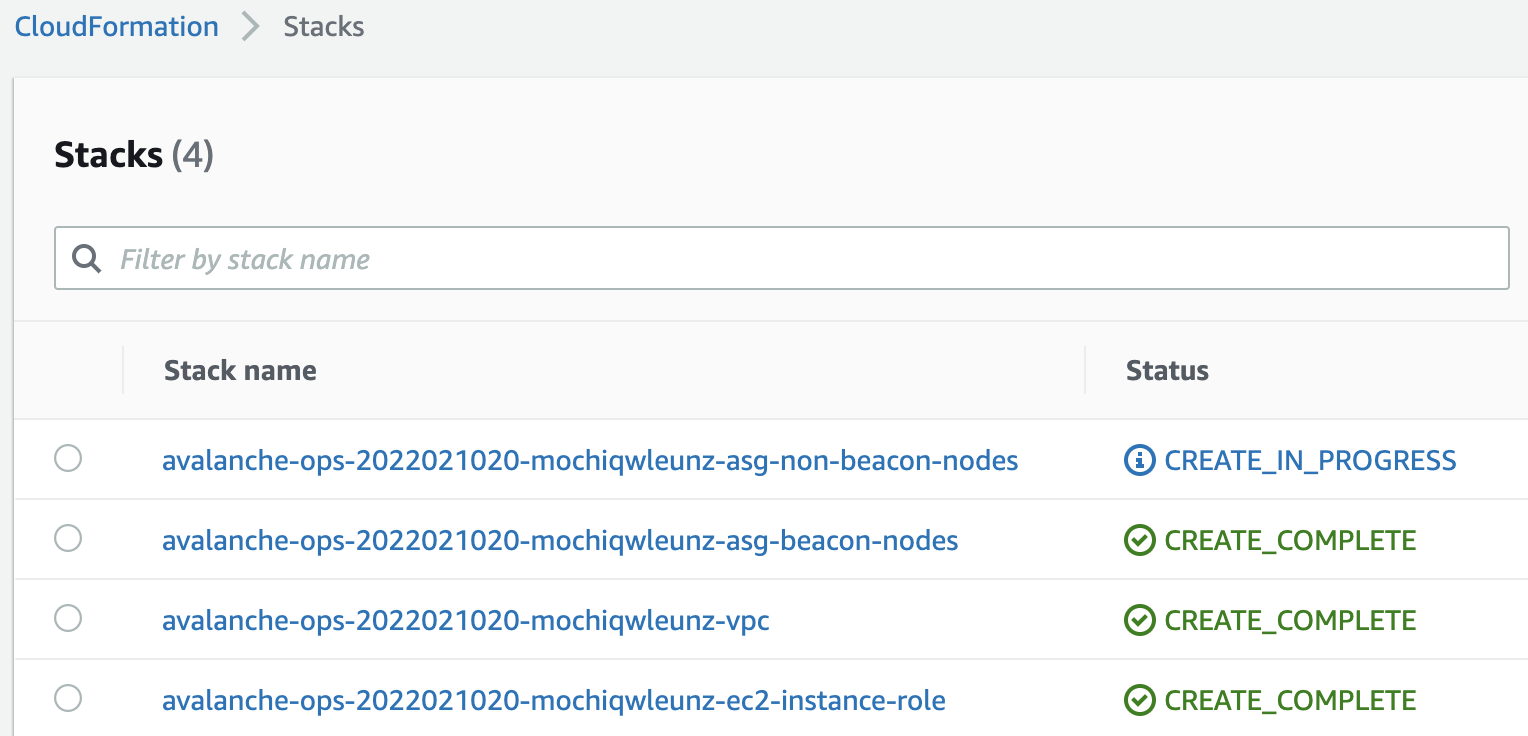 CloudFormation > Stacks
Stacks (4)
Filter by stack name
Stack name Status
avalanche-ops-2022021020-mochiqwleunz-asg-non-beacon-nodes CREATE_IN_PROGRESS
avalanche-ops-2022021020-mochiqwleunz-asg-beacon-nodes CREATE_COMPLETE
avalanche-ops-2022021020-mochiqwleunz-vpc CREATE_COMPLETE
avalanche-ops-2022021020-mochiqwleunz-ec2-instance-role CREATE_COMPLETE